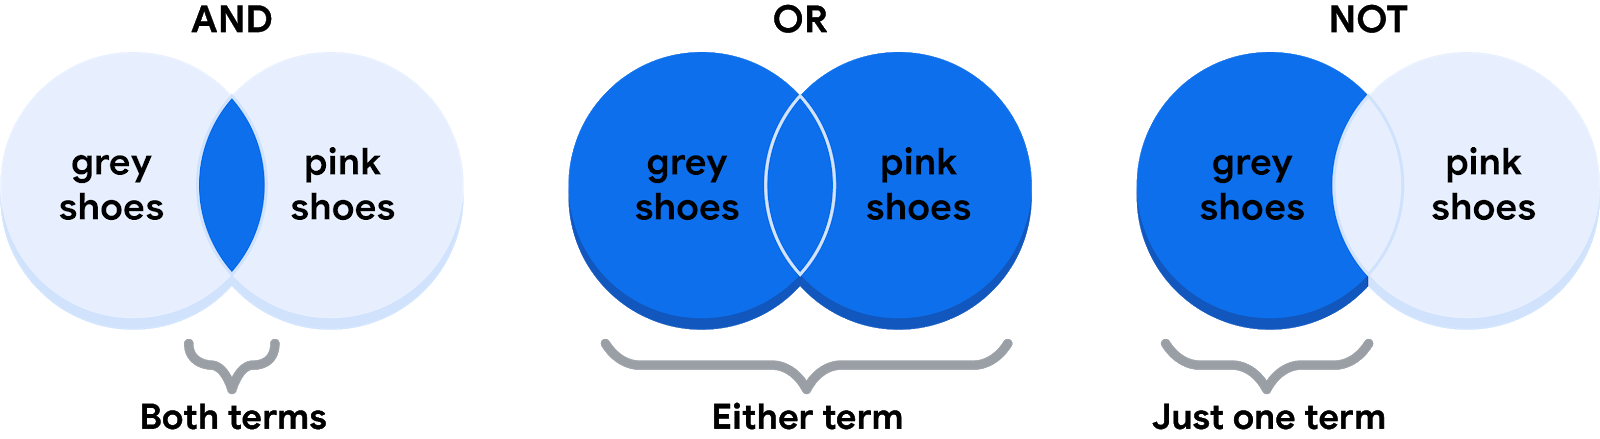 AND
grey
shoes
pink
shoes
Both terms
OR
grey
shoes
pink
shoes
Either term
NOT
grey
shoes
pink
shoes
Just one term